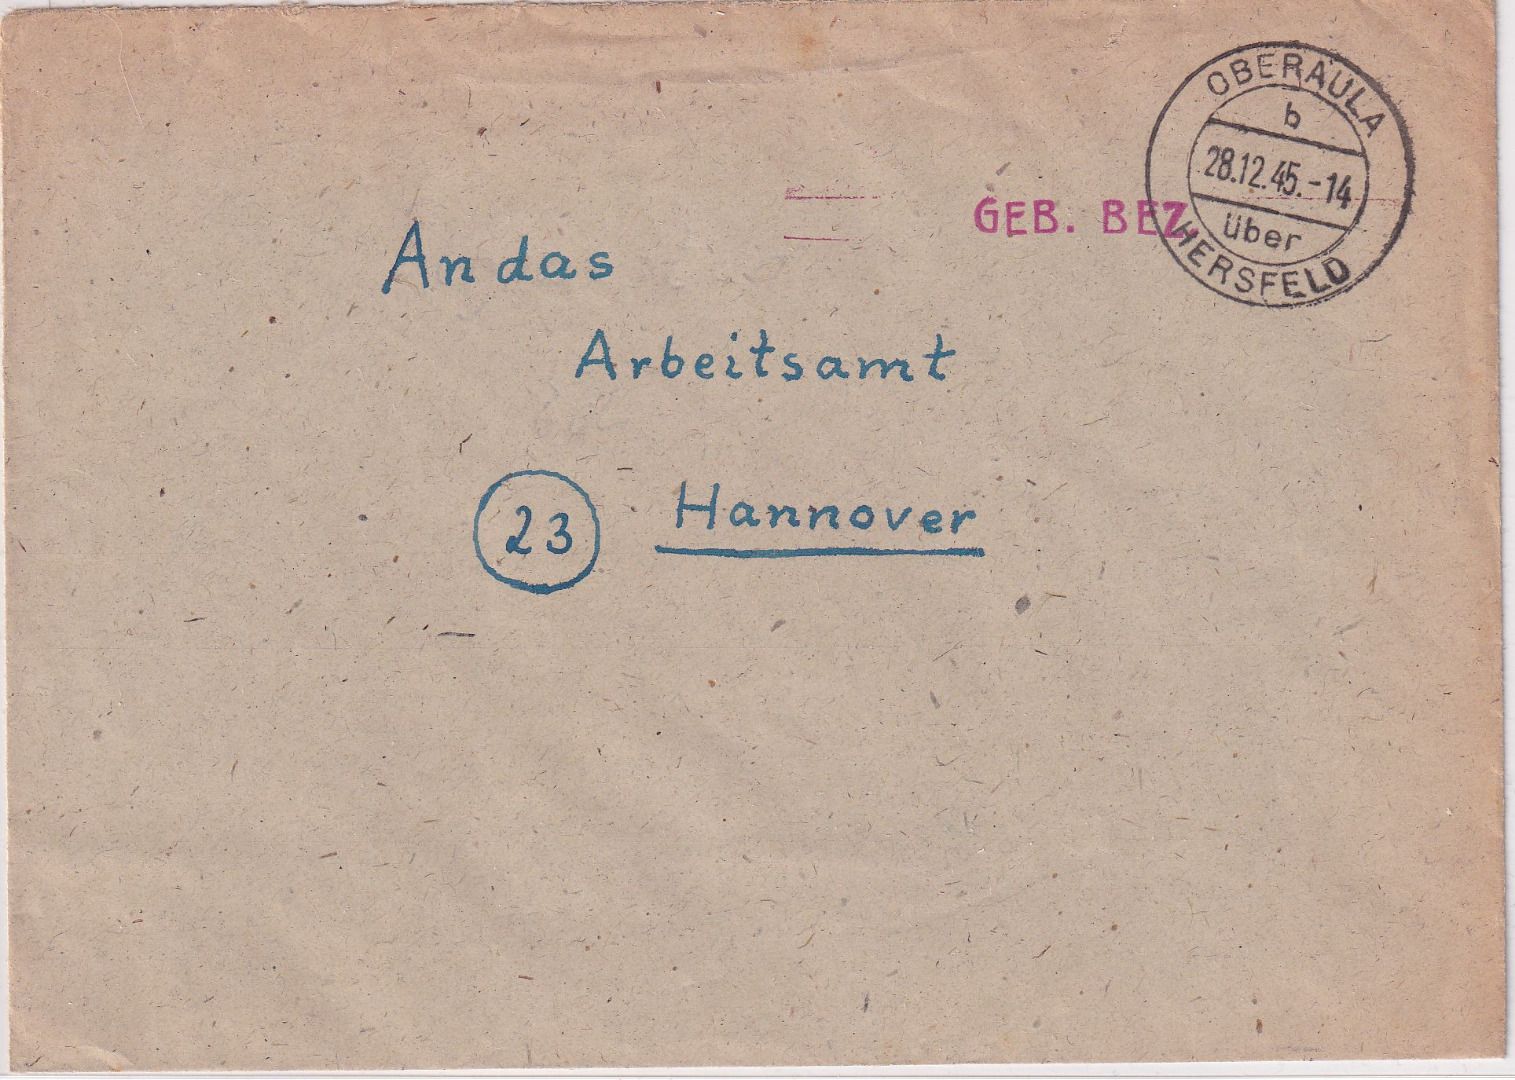 OBERAULA
b
28.12.45.-14
über
HERSFELD
GEB. BEZ.
An das
Arbeitsamt
23 Hannover